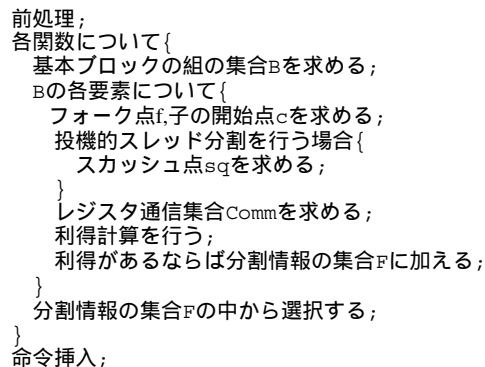 前処理;
各関数について{
基本ブロックの組の集合Bを求める;
Bの各要素について{
フォーク点f,子の開始点cを求める;
投機的スレッド分割を行う場合{
スカッシュ点sqを求める;
}
レジスタ通信集合Commを求める;
利得計算を行う;
利得があるならば分割情報の集合Fに加える;
}
分割情報の集合Fの中から選択する;
}
命令挿入;